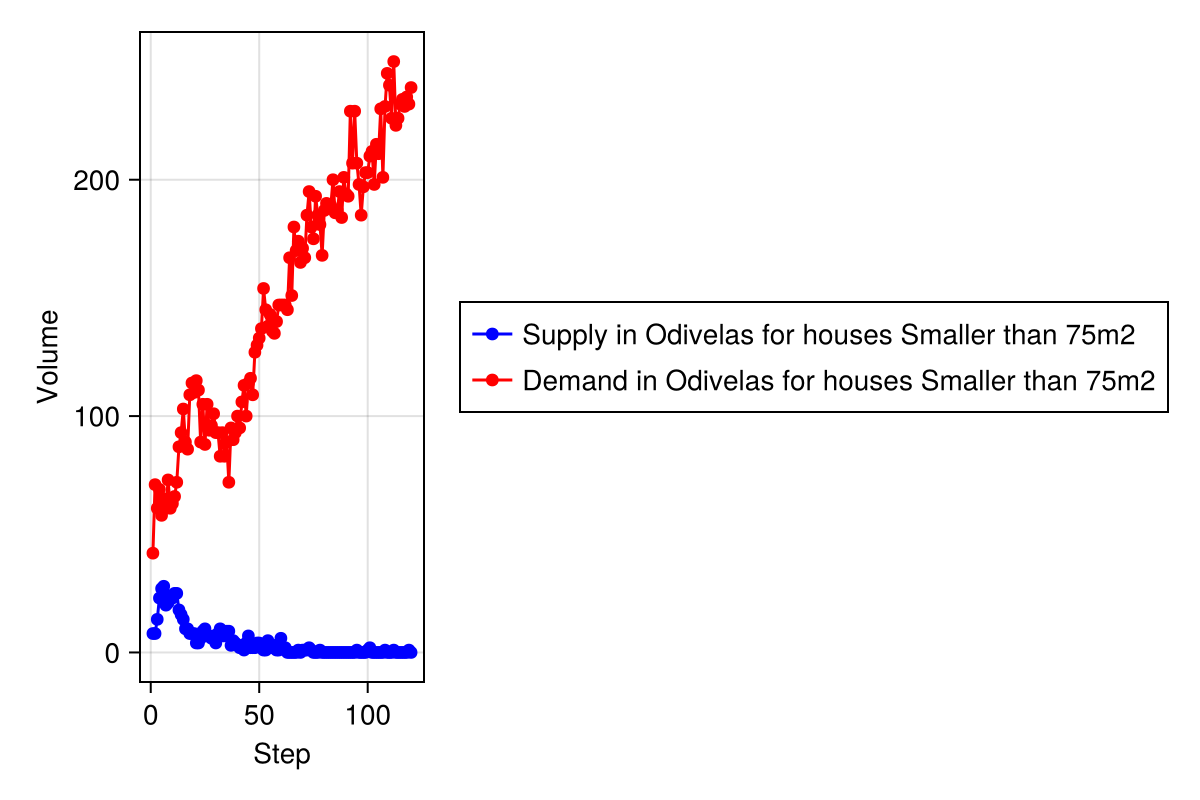 200
100
0
Volume
0 50 100
Step
Supply in Odivelas for houses Smaller than 75m2
Demand in Odivelas for houses Smaller than 75m2